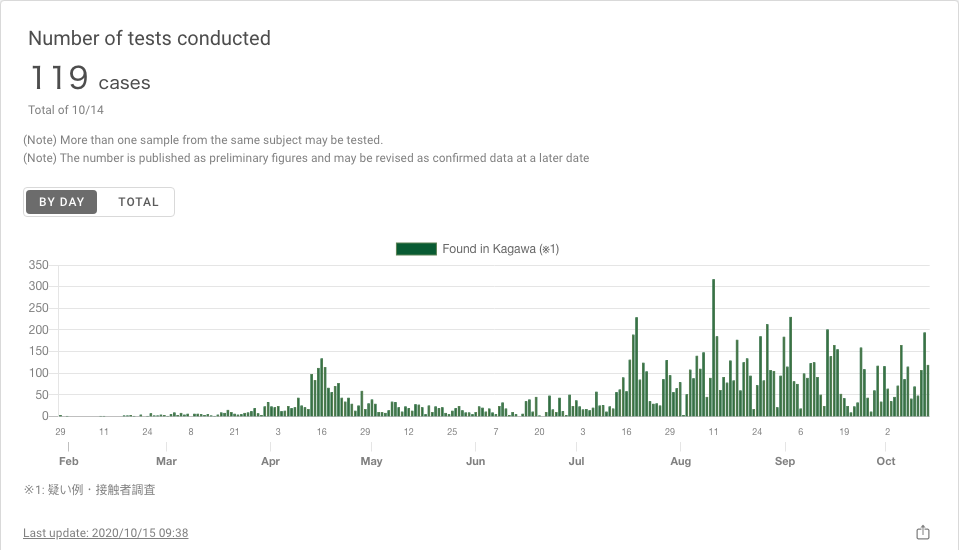 Number of tests conducted
119 cases
Total of 10/14
(Note) More than one sample from the same subject may be tested.
(Note) The number is published as preliminary figures and may be revised as confirmed data at a later date
BY DAY TOTAL
Found in Kagawa (※1)
350
300
250
200
150
100
50
0
29 11 24 8 21 3 16 29 12 25 7 20 3 16 29 11 24 6 19 2
Feb Mar Apr May Jun Jul Aug Sep Oct
※1: 疑い例・接触者調査
Last update: 2020/10/15 09:38